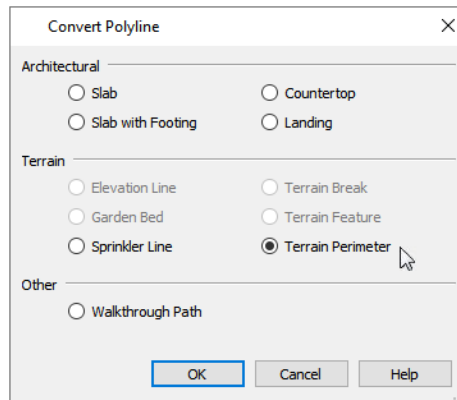 Convert Polyline
Architectural
Slab Countertop
Slab with Footing Landing
Terrain
Elevation Line Terrain Break
Garden Bed Terrain Feature
Sprinkler Line Terrain Perimeter
Other
Walkthrough Path
OK Cancel Help